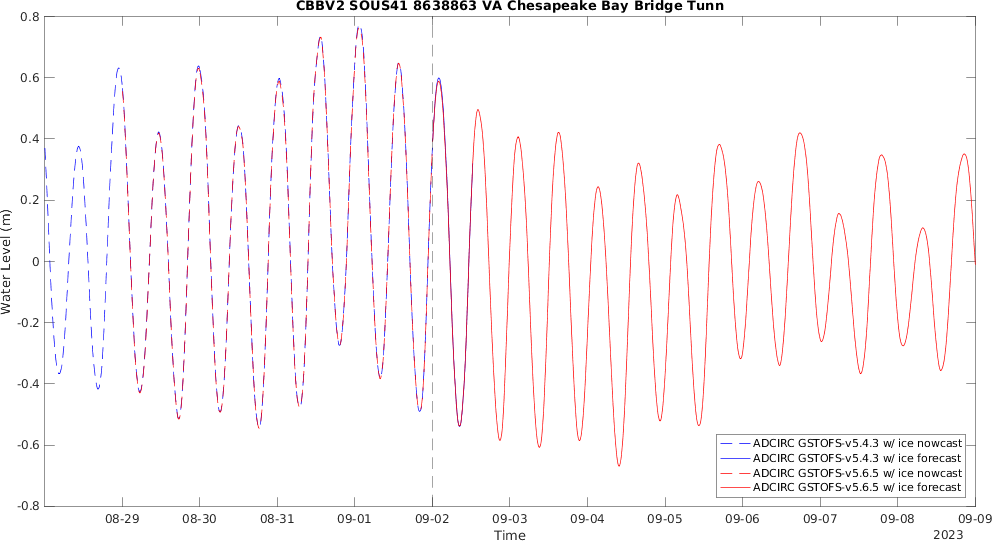 CBBV2 SOUS41 8638863 VA Chesapeake Bay Bridge Tunn
Water Level (m)
0.8
0.6
0.4
0.2
0
-0.2
-0.4
-0.6
-0.8
ADCIRC GSTOFS-v5.4.3 w/ ice nowcast
ADCIRC GSTOFS-v5.4.3 w/ ice forecast
ADCIRC GSTOFS-v5.6.5 w/ ice nowcast
ADCIRC GSTOFS-v5.6.5 w/ ice forecast
08-29 08-30 08-31 09-01 09-02 09-03 09-04 09-05 09-06 09-07 09-08 09-09
Time
2023